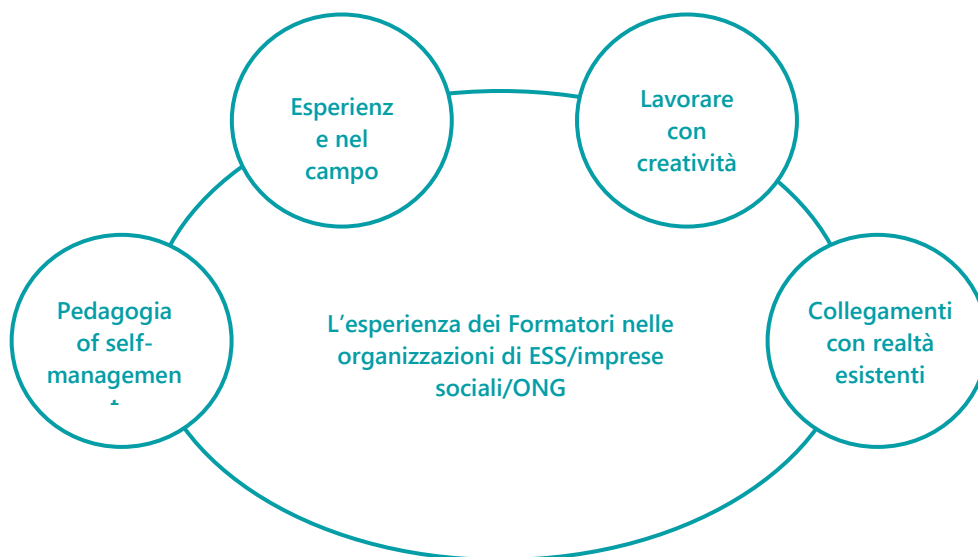 Esperienz
e nel
campo
Lavorare
con
creatività
Pedagogia
of self-
managemen
t
L'esperienza dei Formatori nelle
organizzazioni di ESS/imprese
sociali/ONG
Collegamenti
con realtà
esistenti